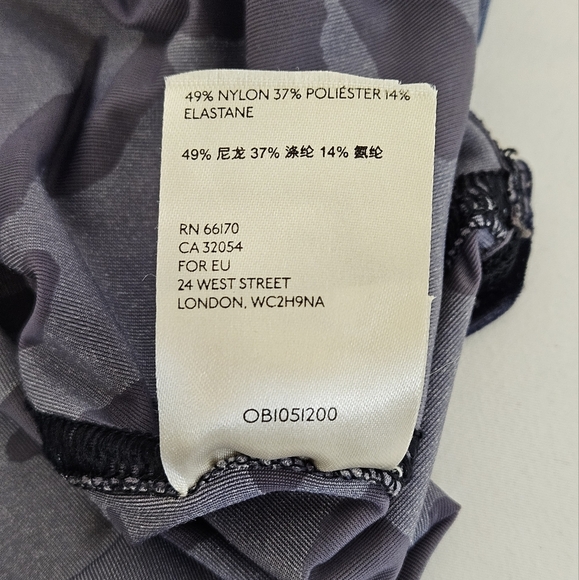 49% NYLON 37% POLIÉSTER 14%
ELASTANE
49% 尼龙 37% 涤纶 14% 氨纶
RN 66170
CA 32054
FOR EU
24 WEST STREET
LONDON, WC2H9NA
OB1051200